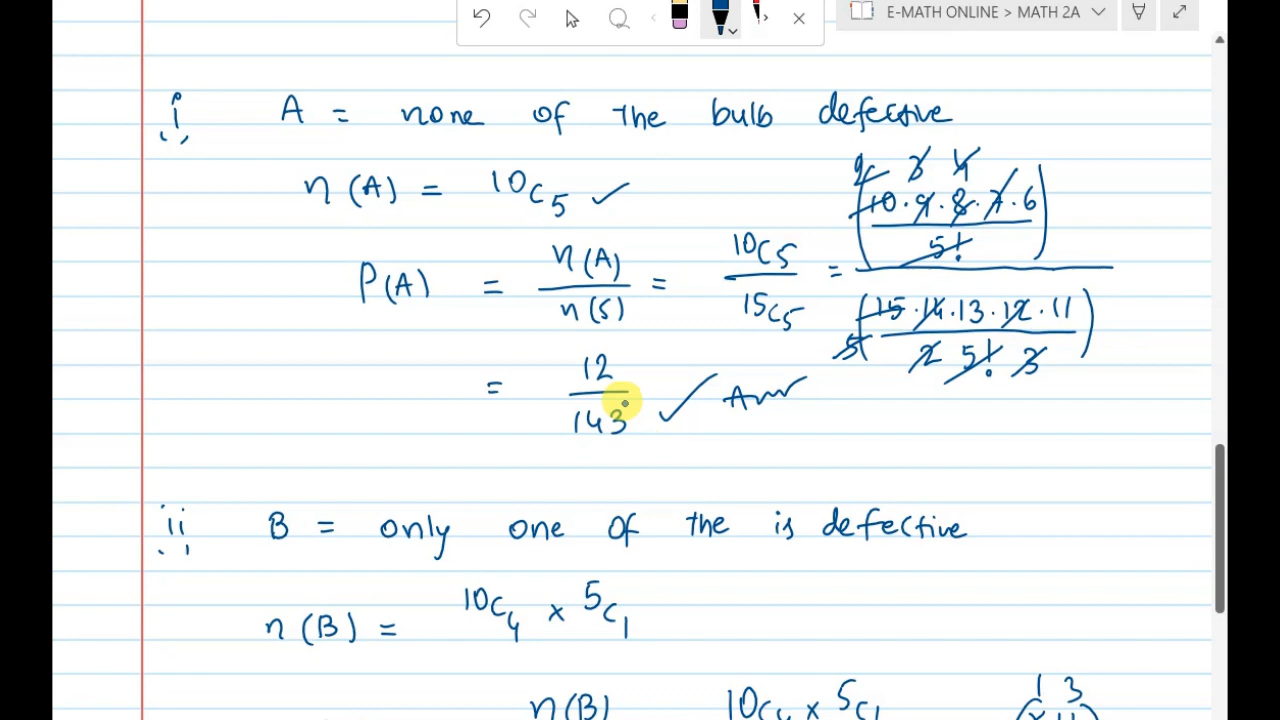 E-MATH ONLINE > MATH 2A
i A = none of the bulb defective
n(A) = 10C5 ✓
P(A) = n(A)/n(S) = 10C5/15C5 = (10·9·8·7·6/5!)/(15·14·13·12·11/5!)
= 12/143 ✓ Ans
ii B = only one of the is defective
n(B) = 10C4 × 5C1
n(B) 10C4 × 5C1